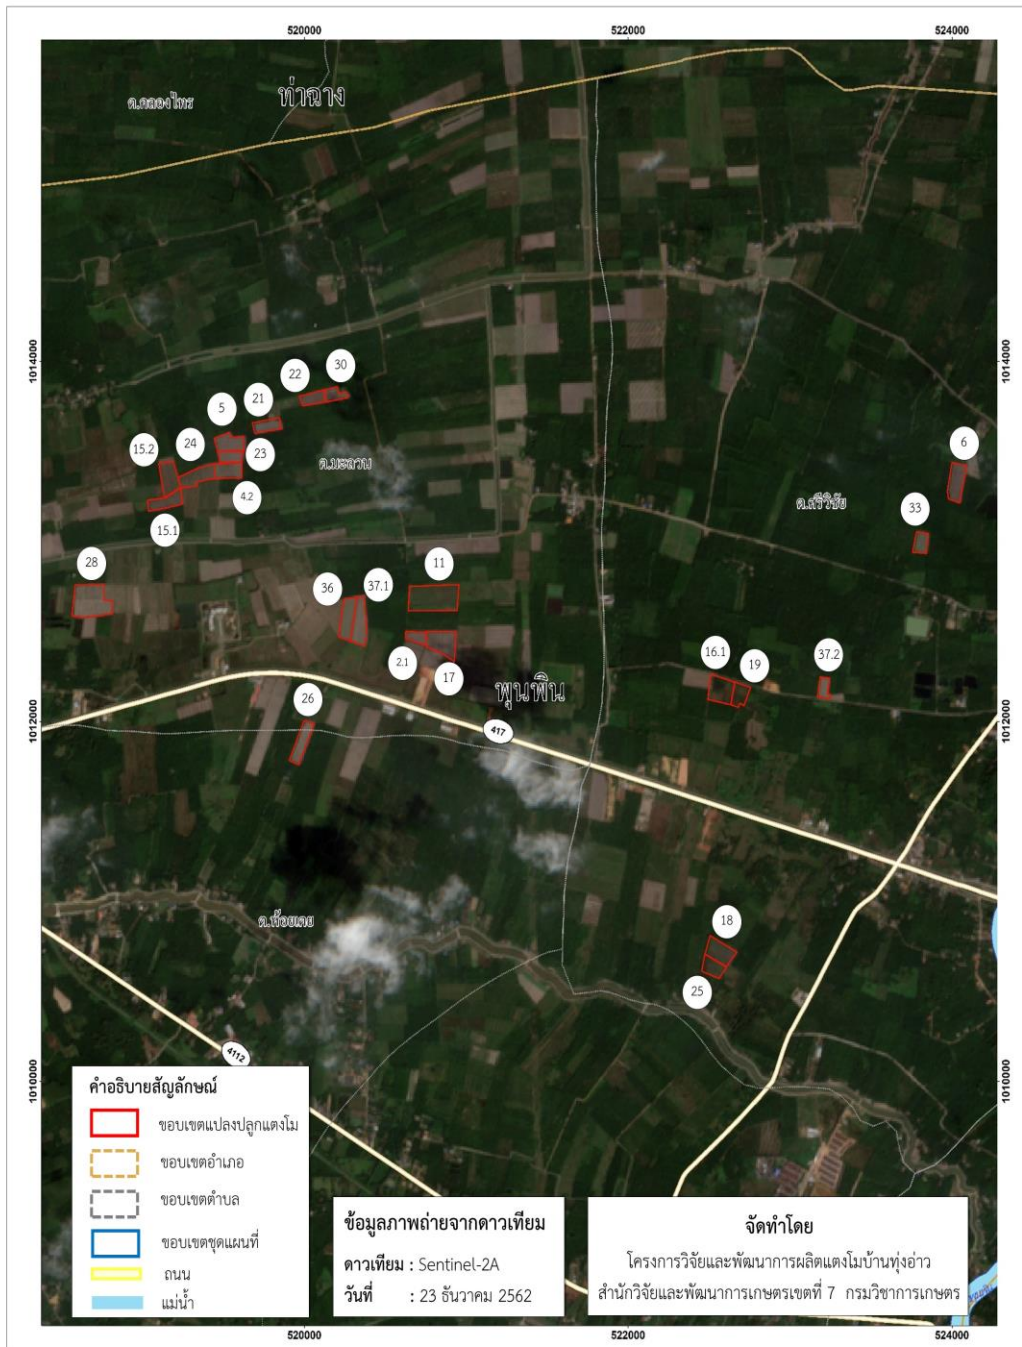 520000
522000
524000
ท่าฉาง
ต.คลองไทร
1014000
1014000
30
22
21
5
24
15.2
23
ต.มะลวน
4.2
15.1
6
ต.ศรีวิชัย
33
28
11
37.1
36
2.1
17
พุนพิน
16.1
19
37.2
26
417
1012000
1012000
ต.หัวเตย
18
25
4112
1010000
1010000
คำอธิบายสัญลักษณ์
ขอบเขตแปลงปลูกแตงโม
ขอบเขตอำเภอ
ขอบเขตตำบล
ขอบเขตชุดแผนที่
ถนน
แม่น้ำ
ข้อมูลภาพถ่ายจากดาวเทียม
ดาวเทียม : Sentinel-2A
วันที่ : 23 ธันวาคม 2562
จัดทำโดย
โครงการวิจัยและพัฒนาการผลิตแตงโมบ้านทุ่งอ่าว
สำนักวิจัยและพัฒนาการเกษตรเขตที่ 7 กรมวิชาการเกษตร
520000
522000
524000